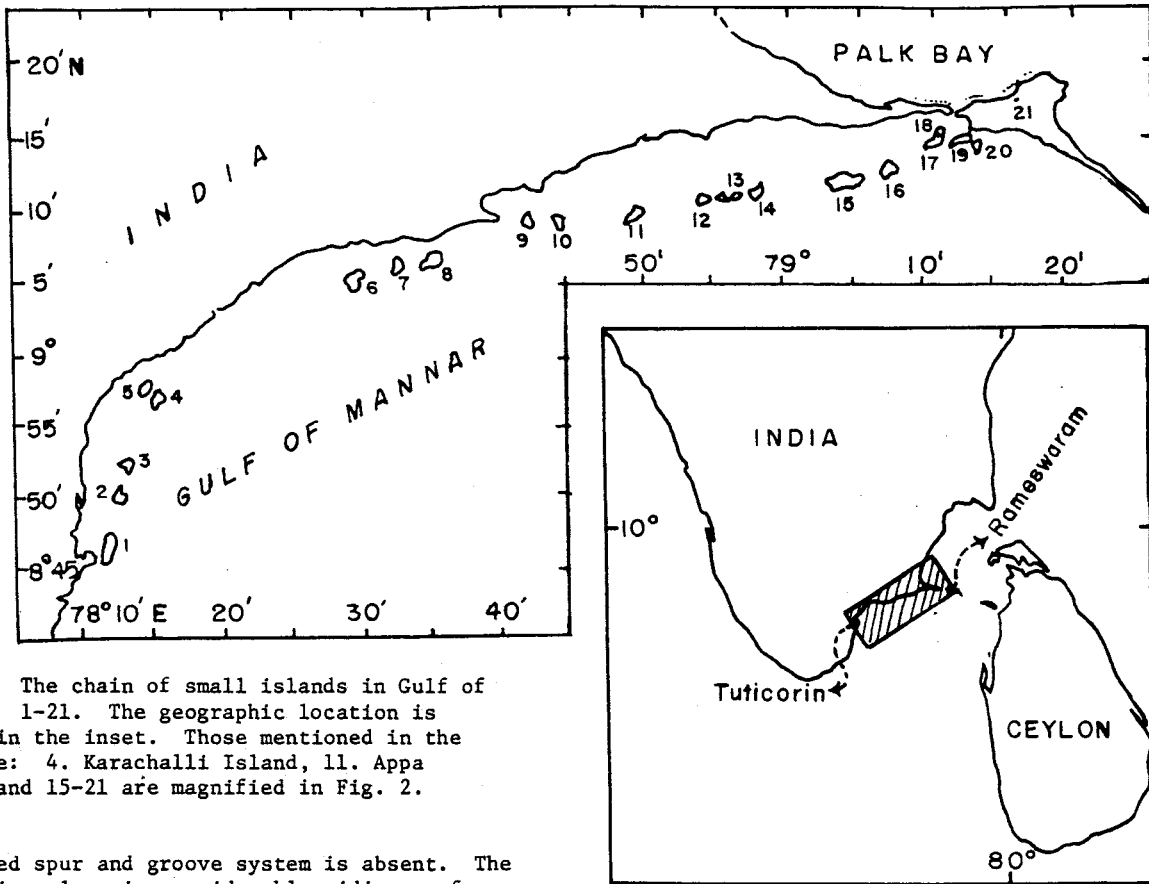 PALK BAY
20' N
15'
10'
5'
9°
55'
50'
8° 45'
78° 10' E
20'
30'
40'
50'
79°
10'
20'
INDIA
GULF OF MANNAR
1
2
3
4
5
6
7
8
9
10
11
12
13
14
15
16
17
18
19
20
21
INDIA
10°
Rameswaram
Tuticorin
CEYLON
80°
The chain of small islands in Gulf of
1-21. The geographic location is
in the inset. Those mentioned in the
e: 4. Karachalli Island, 11. Appa
and 15-21 are magnified in Fig. 2.
ed spur and groove system is absent. The